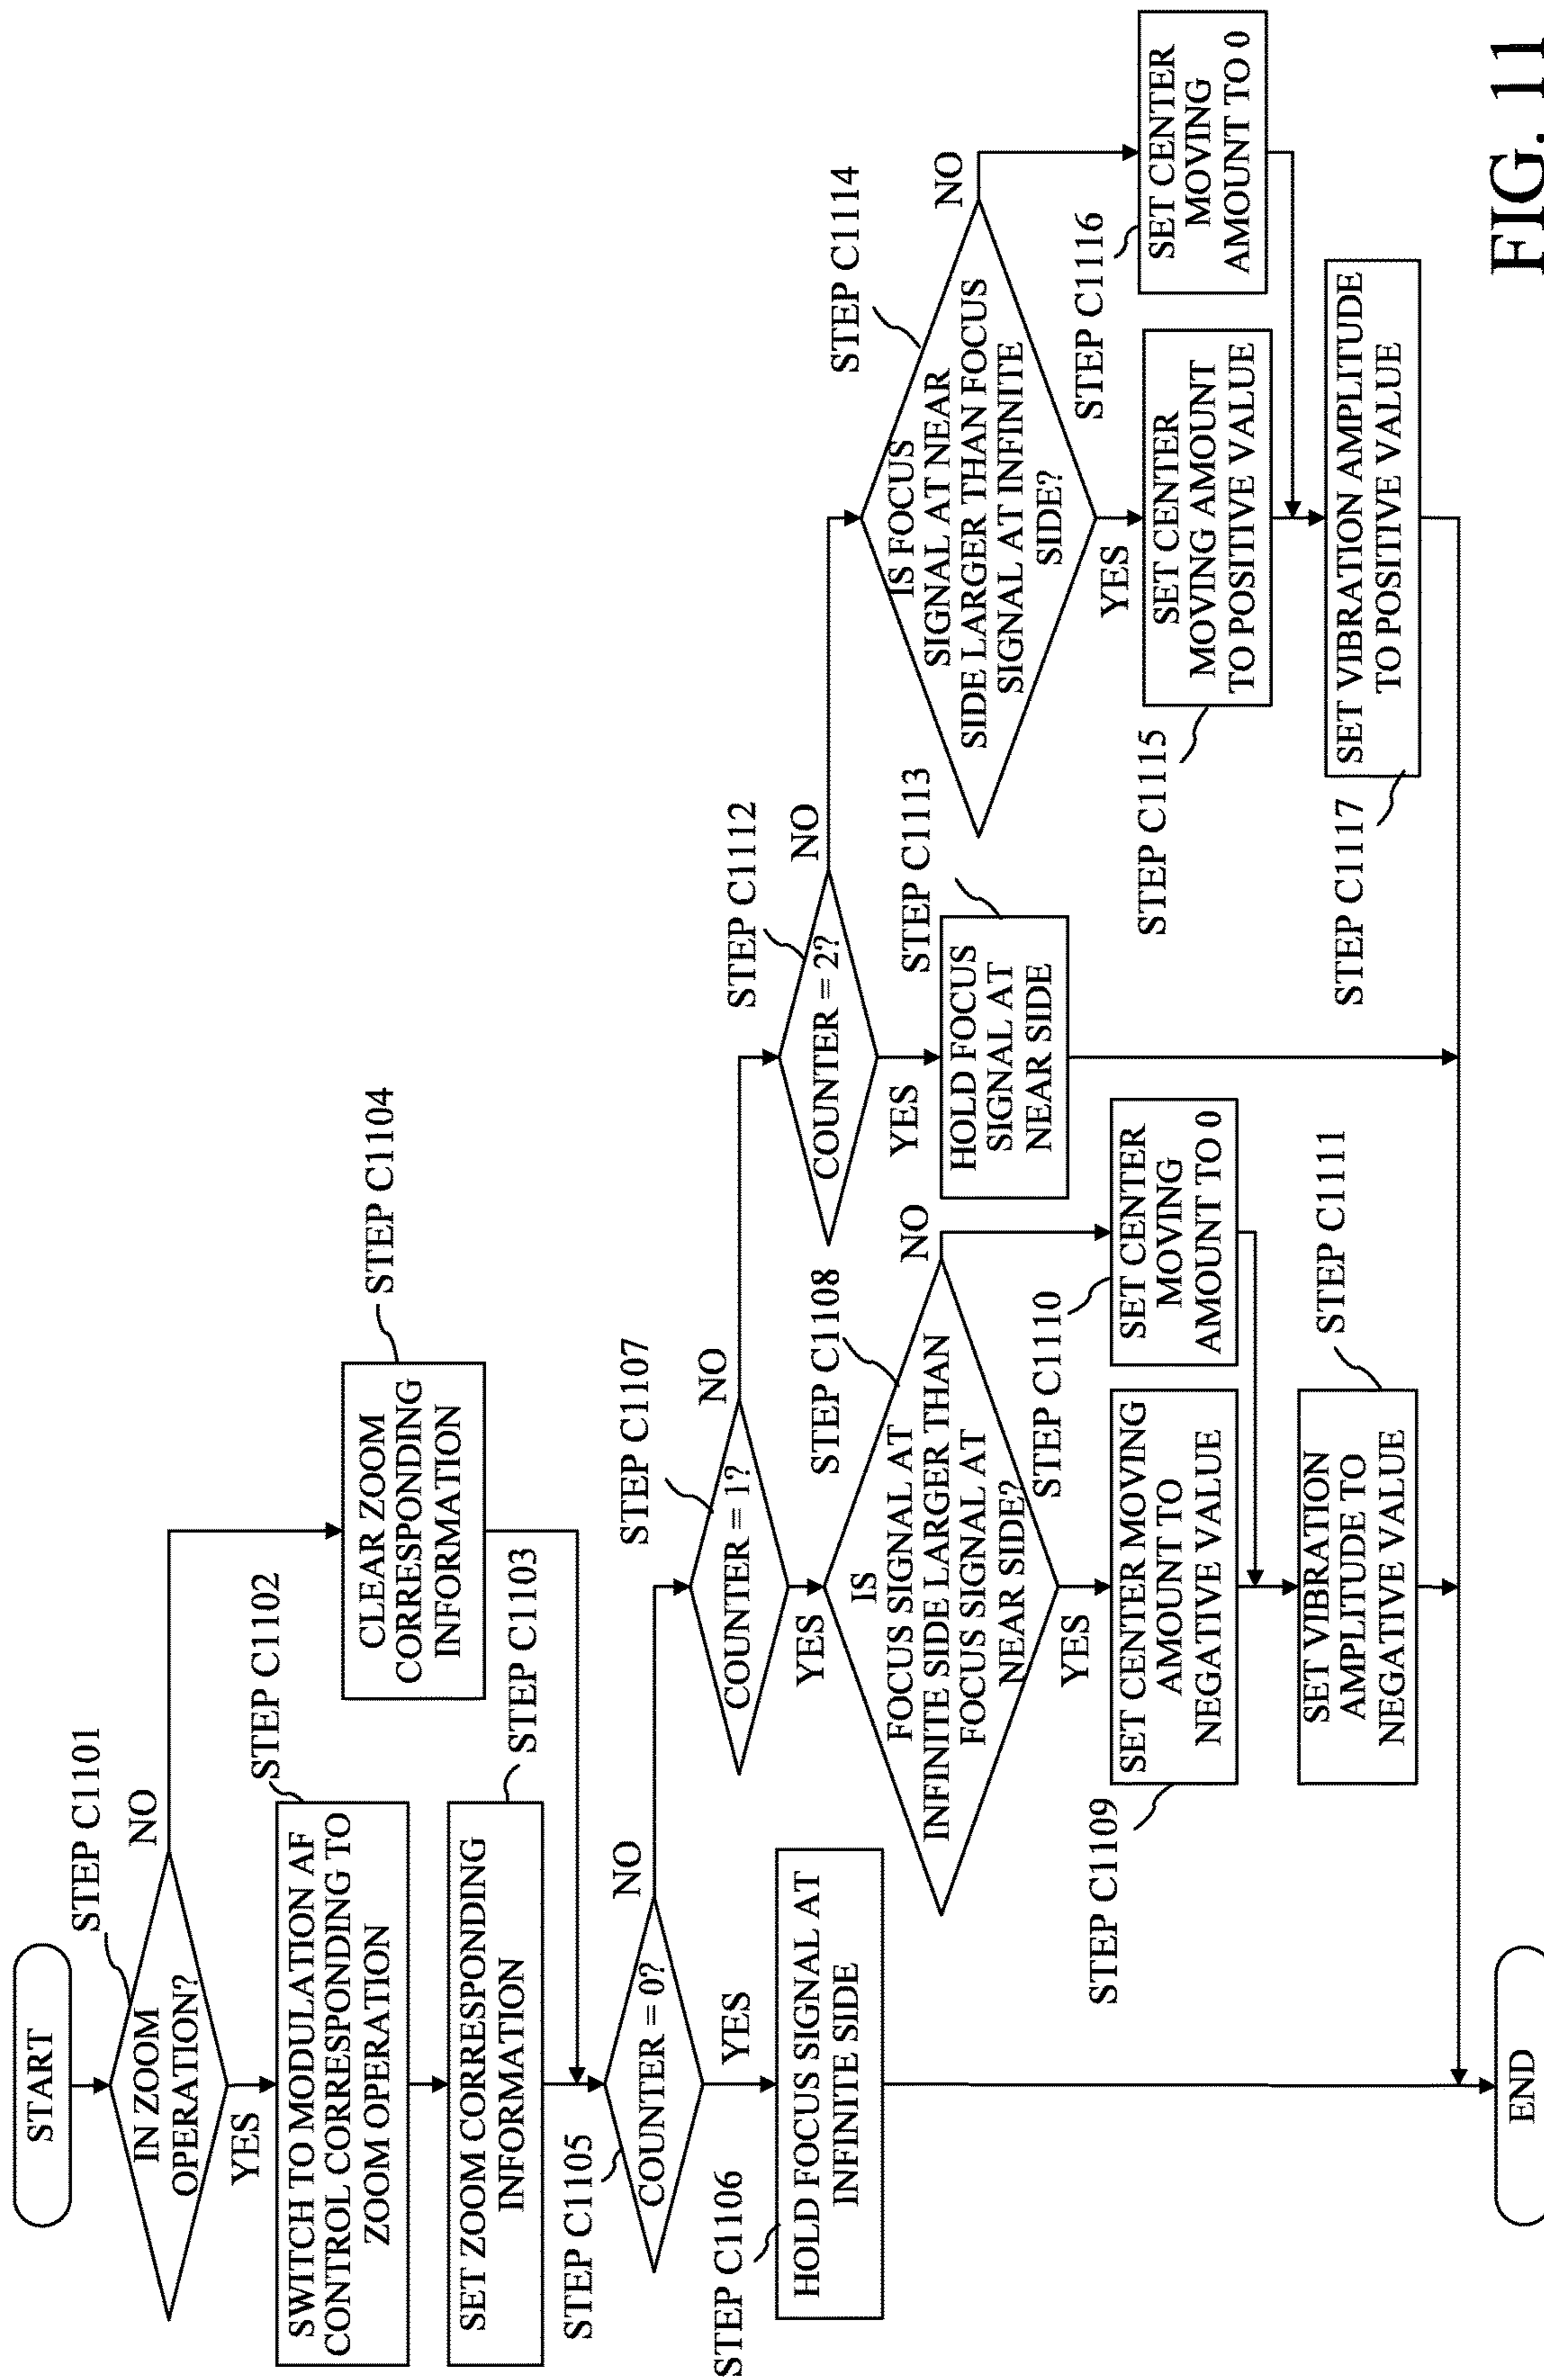 START
STEP C1101
IN ZOOM
OPERATION?
NO
YES
STEP C1102
SWITCH TO MODULATION AF
CONTROL CORRESPONDING TO
ZOOM OPERATION
STEP C1103
SET ZOOM CORRESPONDING
INFORMATION
STEP C1104
CLEAR ZOOM
CORRESPONDING
INFORMATION
STEP C1105
COUNTER = 0?
NO
YES
STEP C1106
HOLD FOCUS SIGNAL AT
INFINITE SIDE
STEP C1107
COUNTER = 1?
NO
YES
STEP C1108
IS
FOCUS SIGNAL AT
INFINITE SIDE LARGER THAN
FOCUS SIGNAL AT
NEAR SIDE?
NO
YES
STEP C1109
SET CENTER MOVING
AMOUNT TO
NEGATIVE VALUE
STEP C1110
SET CENTER
MOVING
AMOUNT TO 0
STEP C1111
SET VIBRATION
AMPLITUDE TO
NEGATIVE VALUE
STEP C1112
COUNTER = 2?
NO
YES
STEP C1113
HOLD FOCUS
SIGNAL AT
NEAR SIDE
STEP C1114
IS FOCUS
SIGNAL AT NEAR
SIDE LARGER THAN FOCUS
SIGNAL AT INFINITE
SIDE?
NO
YES
STEP C1115
SET CENTER
MOVING AMOUNT
TO POSITIVE VALUE
STEP C1116
SET CENTER
MOVING
AMOUNT TO 0
STEP C1117
SET VIBRATION AMPLITUDE
TO POSITIVE VALUE
END
FIG. 11